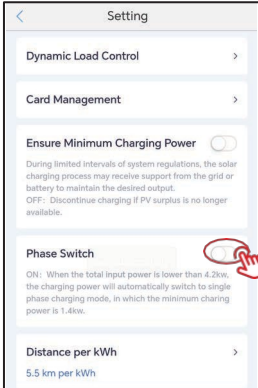 Setting
Dynamic Load Control
Card Management
Ensure Minimum Charging Power
During limited intervals of system regulations, the solar
charging process may receive support from the grid or
battery to maintain the desired output.
OFF: Discontinue charging if PV surplus is no longer
available.
Phase Switch
ON: When the total input power is lower than 4.2kw,
the charging power will automatically switch to single
phase charging mode, in which the minimum charing
power is 1.4kw.
Distance per kWh
5.5 km per kWh